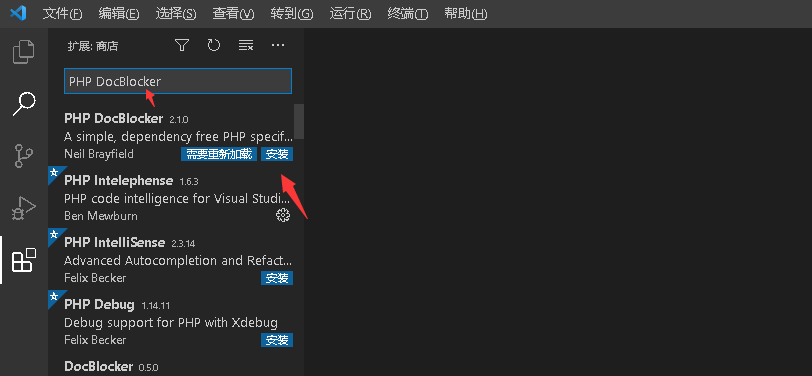 文件(F) 编辑(E) 选择(S) 查看(V) 转到(G) 运行(R) 终端(T) 帮助(H)
扩展: 商店
PHP DocBlocker
PHP DocBlocker 2.1.0
A simple, dependency free PHP specif...
Neil Brayfield 需要重新加载 安装
PHP Intelephense 1.6.3
PHP code intelligence for Visual Studi...
Ben Mewburn
PHP IntelliSense 2.3.14
Advanced Autocompletion and Refact...
Felix Becker 安装
PHP Debug 1.14.11
Debug support for PHP with Xdebug
Felix Becker 安装
DocBlocker 0.5.0